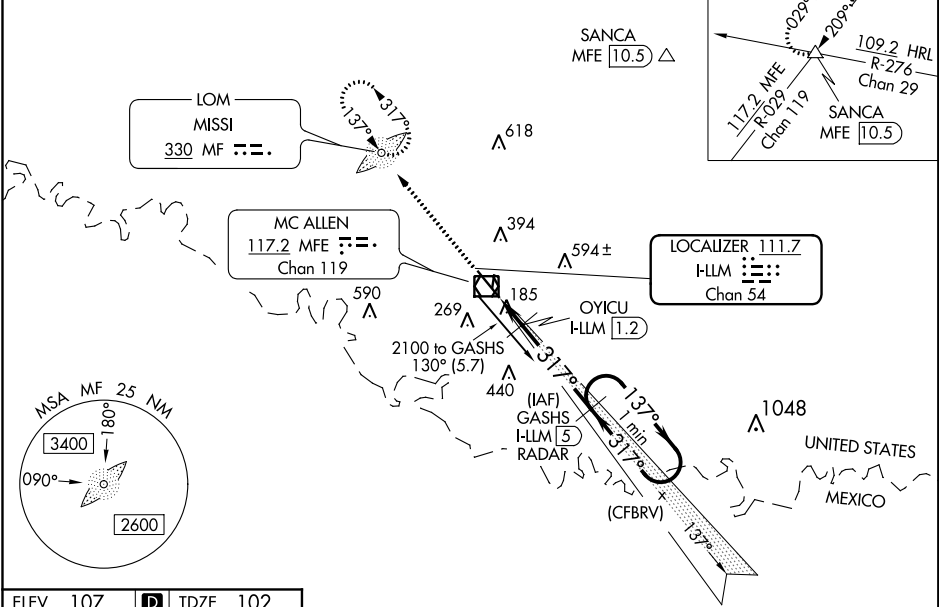 SANCA
MFE 10.5
029°
209°
109.2 HRL
R-276
Chan 29
117.2 MFE
R-029
Chan 119
SANCA
MFE 10.5
LOM
MISSI
330 MF
317°
137°
618
MC ALLEN
117.2 MFE
Chan 119
394
594±
LOCALIZER 111.7
I-LLM
Chan 54
590
269
185
OYICU
I-LLM 1.2
2100 to GASHS
130° (5.7)
317°
440
(IAF)
GASHS
I-LLM 5
RADAR
137°
1 min
317°
1048
UNITED STATES
MEXICO
(CFBRV)
137°
MSA MF 25 NM
180°
3400
090°
2600
ELEV 107 D TDZE 102